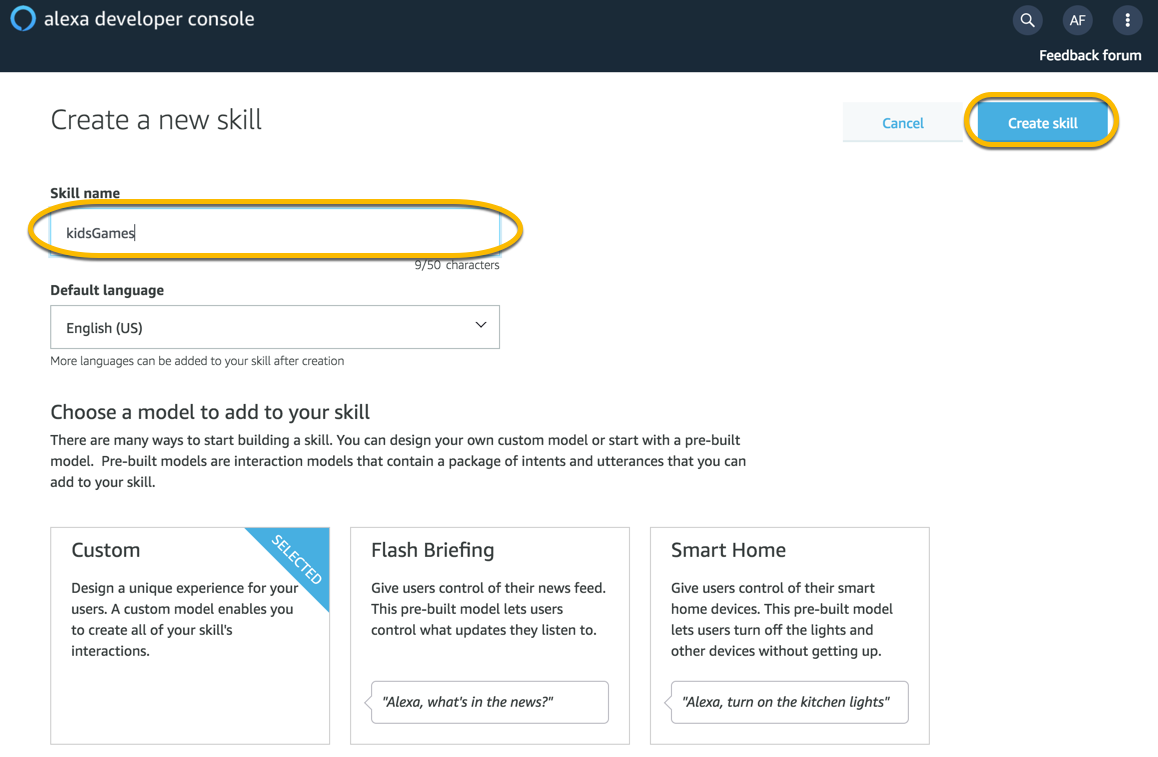 alexa developer console
AF
Feedback forum
Create a new skill
Cancel
Create skill
Skill name
kidsGames
9/50 characters
Default language
English (US)
More languages can be added to your skill after creation
Choose a model to add to your skill
There are many ways to start building a skill. You can design your own custom model or start with a pre-built
model. Pre-built models are interaction models that contain a package of intents and utterances that you can
add to your skill.
Custom
SELECTED
Design a unique experience for your
users. A custom model enables you
to create all of your skill's
interactions.
Flash Briefing
Give users control of their news feed.
This pre-built model lets users
control what updates they listen to.
"Alexa, what's in the news?"
Smart Home
Give users control of their smart
home devices. This pre-built model
lets users turn off the lights and
other devices without getting up.
"Alexa, turn on the kitchen lights"